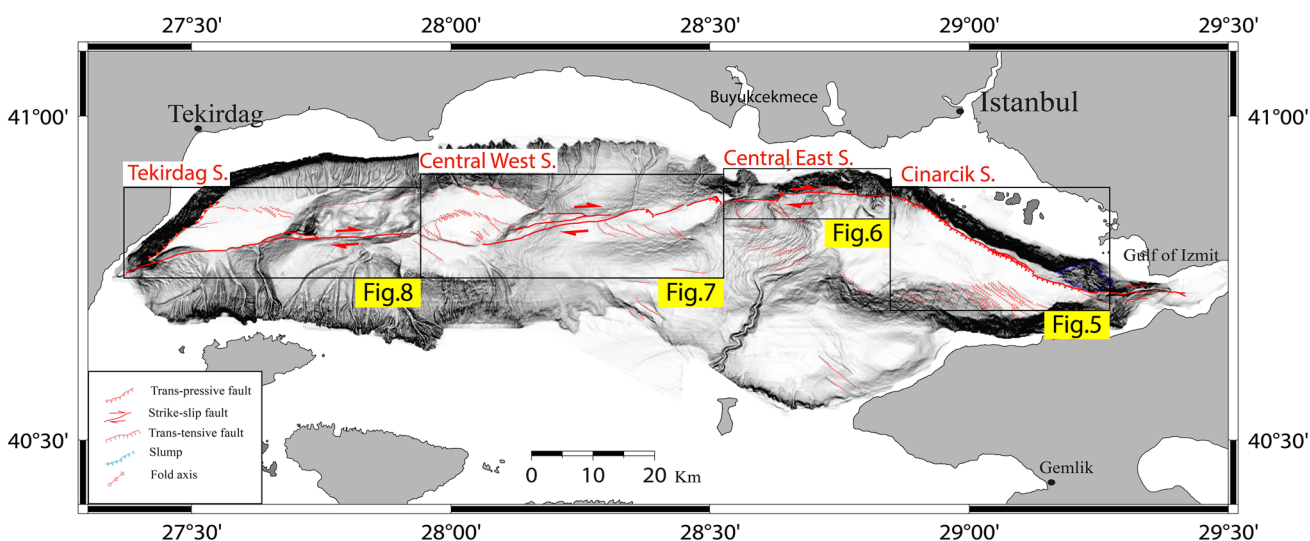 27°30'
28°00'
28°30'
29°00'
29°30'
41°00'
41°00'
Tekirdag
Buyukcekmece
Istanbul
Tekirdag S.
Central West S.
Central East S.
Cinarcik S.
Fig.6
Gulf of Izmit
Fig.8
Fig.7
Fig.5
Trans-pressive fault
Strike-slip fault
Trans-tensive fault
Slump
Fold axis
40°30'
40°30'
0
10
20
Km
Gemlik
27°30'
28°00'
28°30'
29°00'
29°30'